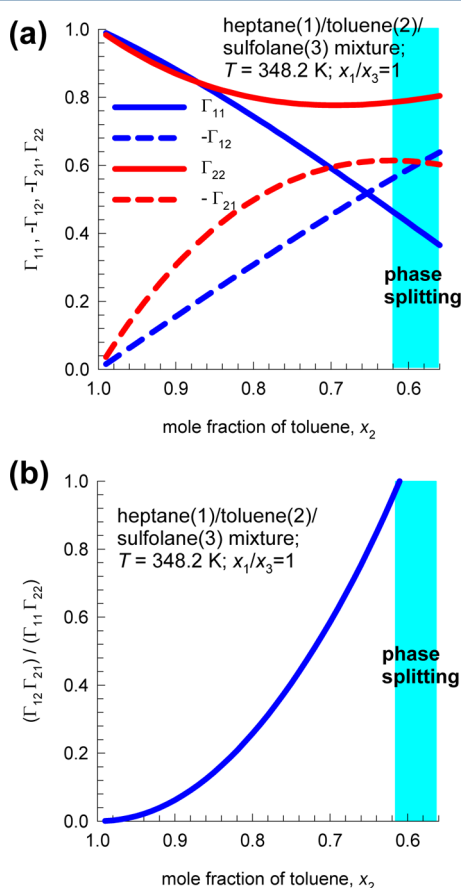 (a)
heptane(1)/toluene(2)/
sulfolane(3) mixture;
T = 348.2 K; x₁/x₃=1
Γ₁₁
-Γ₁₂
Γ₂₂
- Γ₂₁
phase
splitting
Γ₁₁, -Γ₁₂, -Γ₂₁, Γ₂₂
1.0
0.8
0.6
0.4
0.2
0.0
1.0 0.9 0.8 0.7 0.6
mole fraction of toluene, x₂
(b)
heptane(1)/toluene(2)/
sulfolane(3) mixture;
T = 348.2 K; x₁/x₃=1
phase
splitting
(Γ₁₂ Γ₂₁) / (Γ₁₁ Γ₂₂)
1.0
0.8
0.6
0.4
0.2
0.0
1.0 0.9 0.8 0.7 0.6
mole fraction of toluene, x₂